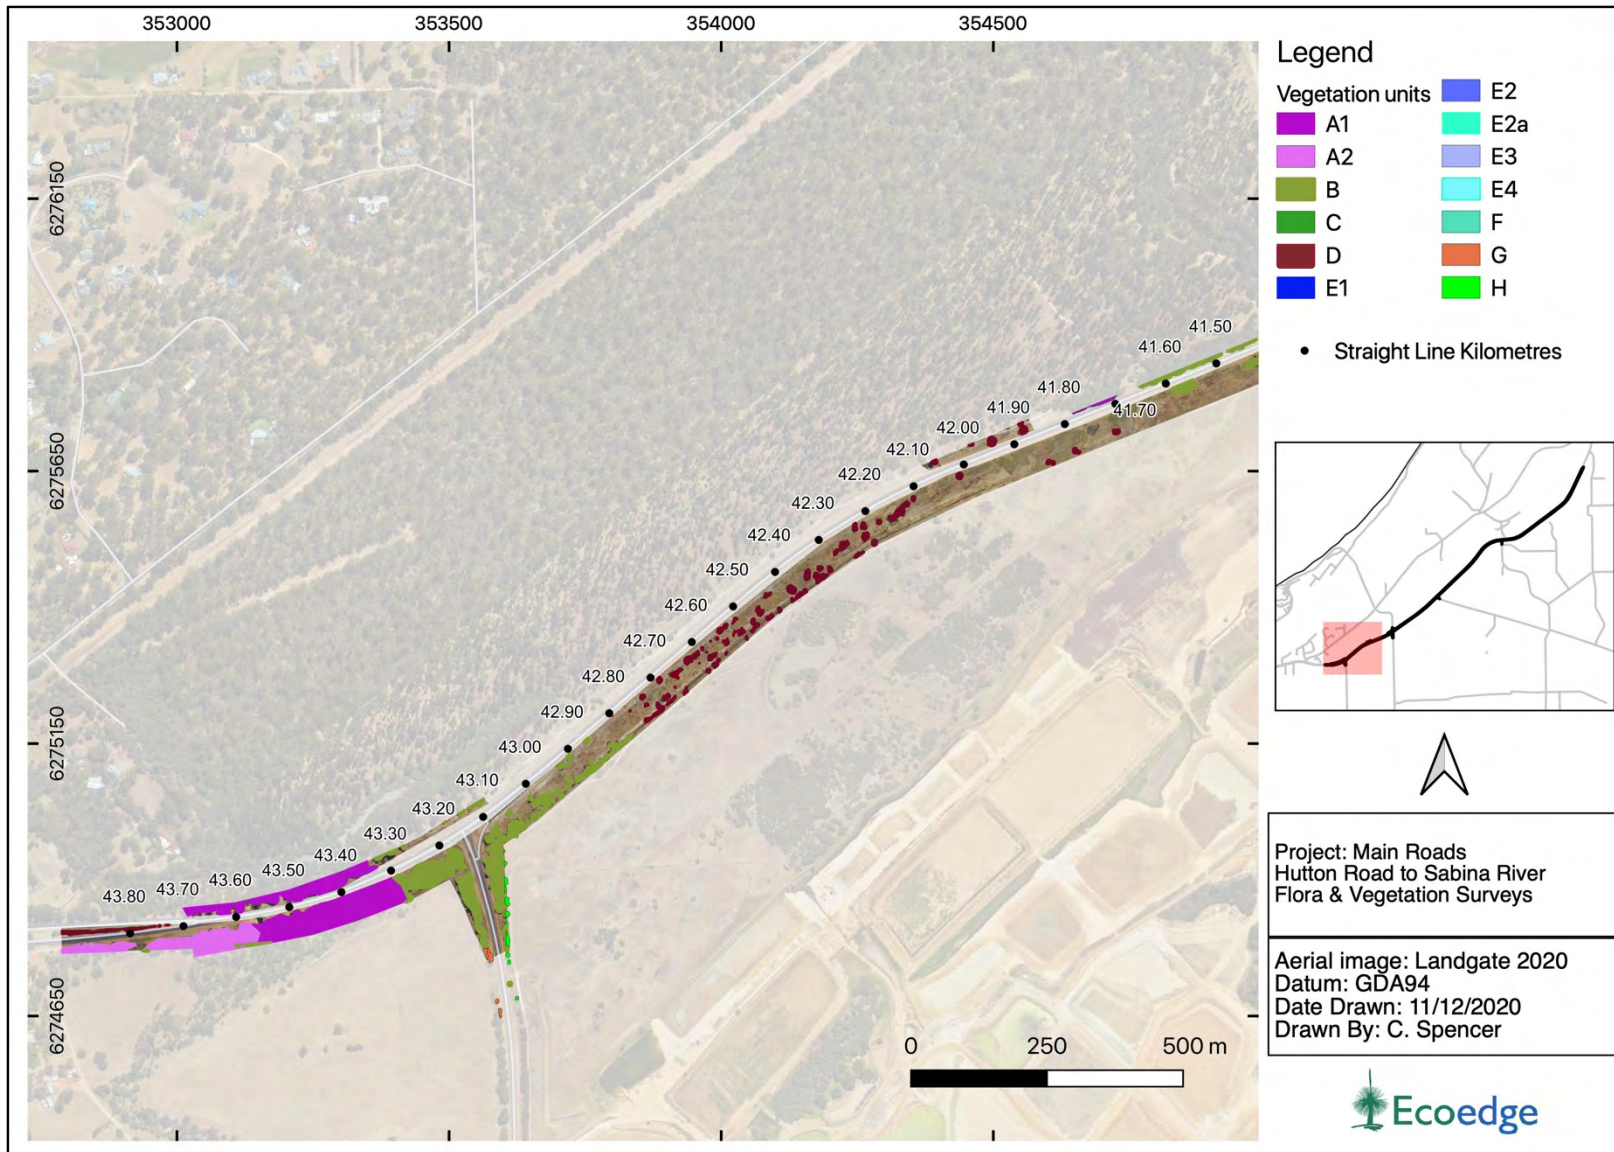 353000
353500
354000
354500
6276150
6275650
6275150
6274650
41.50
41.60
41.70
41.80
41.90
42.00
42.10
42.20
42.30
42.40
42.50
42.60
42.70
42.80
42.90
43.00
43.10
43.20
43.30
43.40
43.50
43.60
43.70
43.80
0
250
500 m
Legend
Vegetation units
A1
A2
B
C
D
E1
E2
E2a
E3
E4
F
G
H
Straight Line Kilometres
Project: Main Roads
Hutton Road to Sabina River
Flora & Vegetation Surveys
Aerial image: Landgate 2020
Datum: GDA94
Date Drawn: 11/12/2020
Drawn By: C. Spencer
Ecoedge